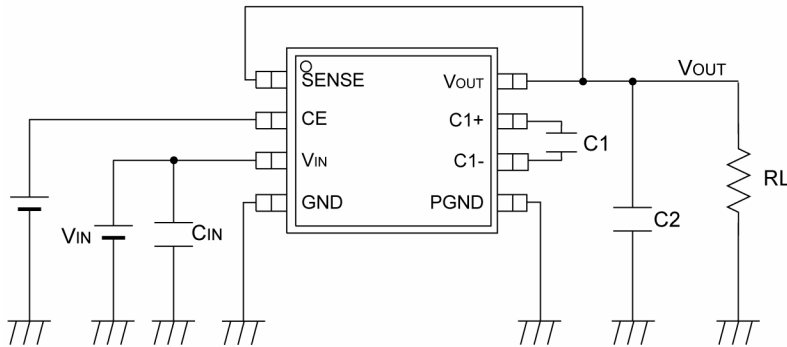 SENSE
VOUT
VOUT
CE
C1+
C1
VIN
C1-
GND
PGND
RL
VIN
CIN
C2